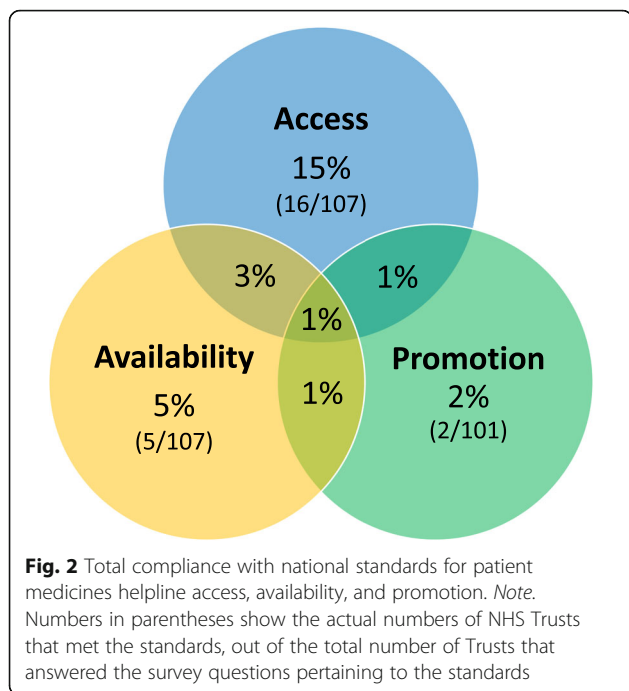 Access
15%
(16/107)
3%
1%
1%
Availability
5%
(5/107)
1%
Promotion
2%
(2/101)
Fig. 2 Total compliance with national standards for patient
medicines helpline access, availability, and promotion. Note.
Numbers in parentheses show the actual numbers of NHS Trusts
that met the standards, out of the total number of Trusts that
answered the survey questions pertaining to the standards